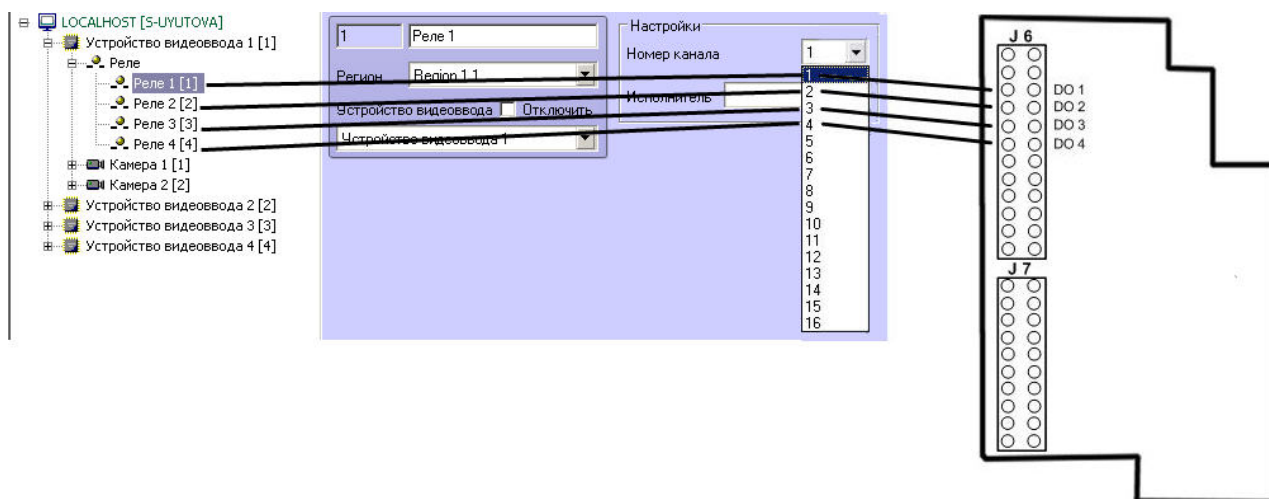 LOCALHOST [S-UYUTOVA]
Устройство видеоввода 1 [1]
Реле
Реле 1 [1]
Реле 2 [2]
Реле 3 [3]
Реле 4 [4]
Камера 1 [1]
Камера 2 [2]
Устройство видеоввода 2 [2]
Устройство видеоввода 3 [3]
Устройство видеоввода 4 [4]
1 Реле 1
Регион Region 1.1
Устройство видеоввода Отключить
Устройство видеоввода 1
Настройки
Номер канала 1
Исполнитель
1
2
3
4
5
6
7
8
9
10
11
12
13
14
15
16
J 6
DO 1
DO 2
DO 3
DO 4
J 7